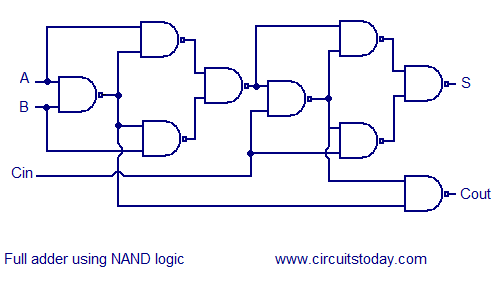 A
B
Cin
S
Cout
Full adder using NAND logic
www.circuitstoday.com